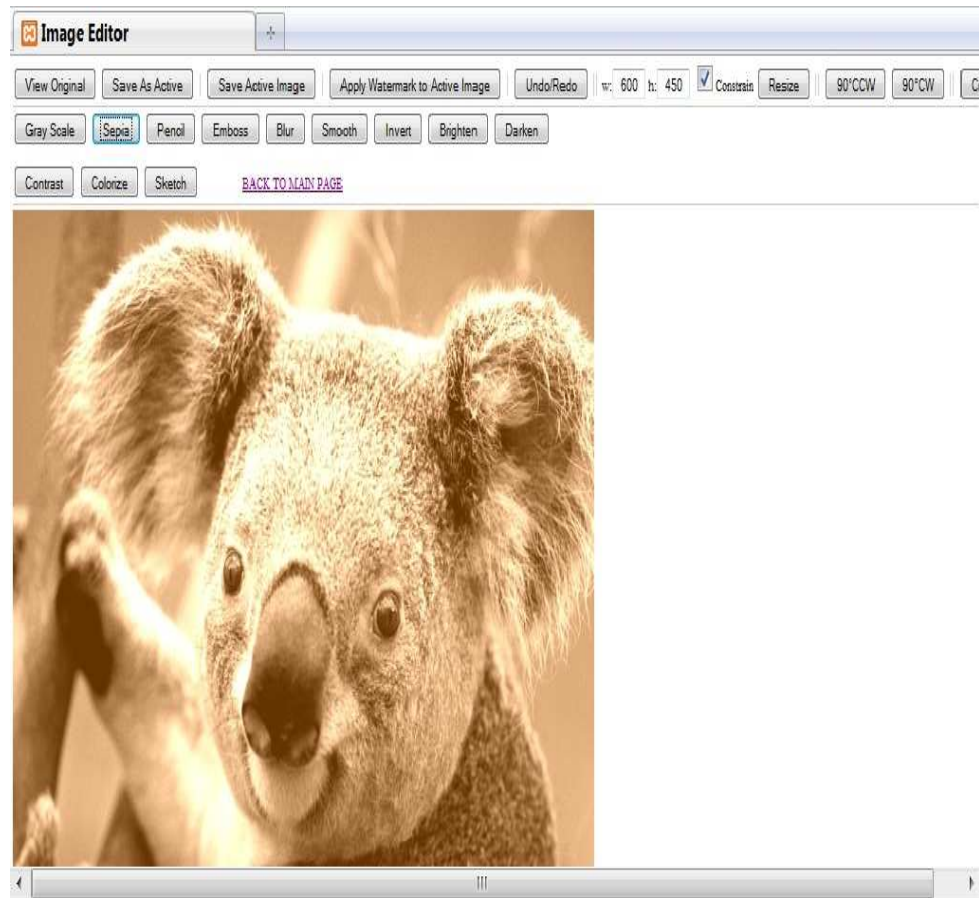 Image Editor
View Original Save As Active Save Active Image Apply Watermark to Active Image Undo/Redo w: 600 h: 450 Constrain Resize 90°CCW 90°CW
Gray Scale Sepia Pencil Emboss Blur Smooth Invert Brighten Darken
Contrast Colorize Sketch BACK TO MAIN PAGE